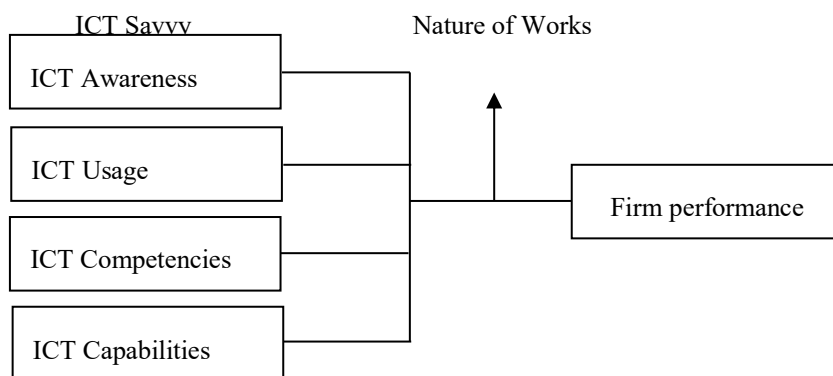 ICT Savvy
Nature of Works
ICT Awareness
ICT Usage
Firm performance
ICT Competencies
ICT Capabilities